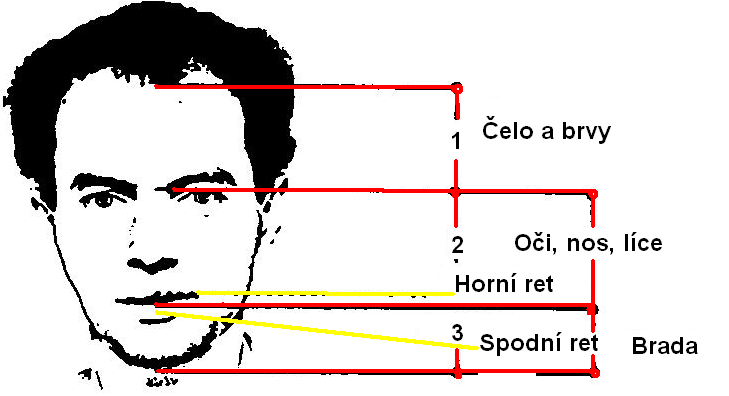 1
Čelo a brvy
2
Oči, nos, líce
Horní ret
3
Spodní ret
Brada